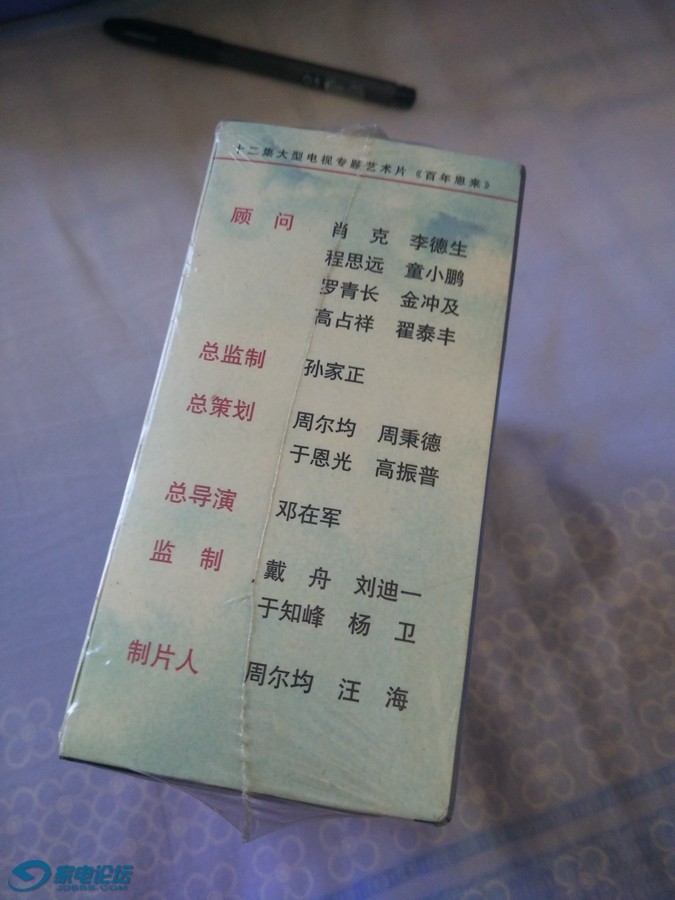 十二集大型电视专题艺术片《百年恩来》
顾 问 肖 克 李德生
程思远 童小鹏
罗青长 金冲及
高占祥 翟泰丰
总监制 孙家正
总策划 周尔均 周秉德
于恩光 高振普
总导演 邓在军
监 制 戴 舟 刘迪一
于知峰 杨 卫
制片人 周尔均 汪 海
家电论坛
JDBBS.COM